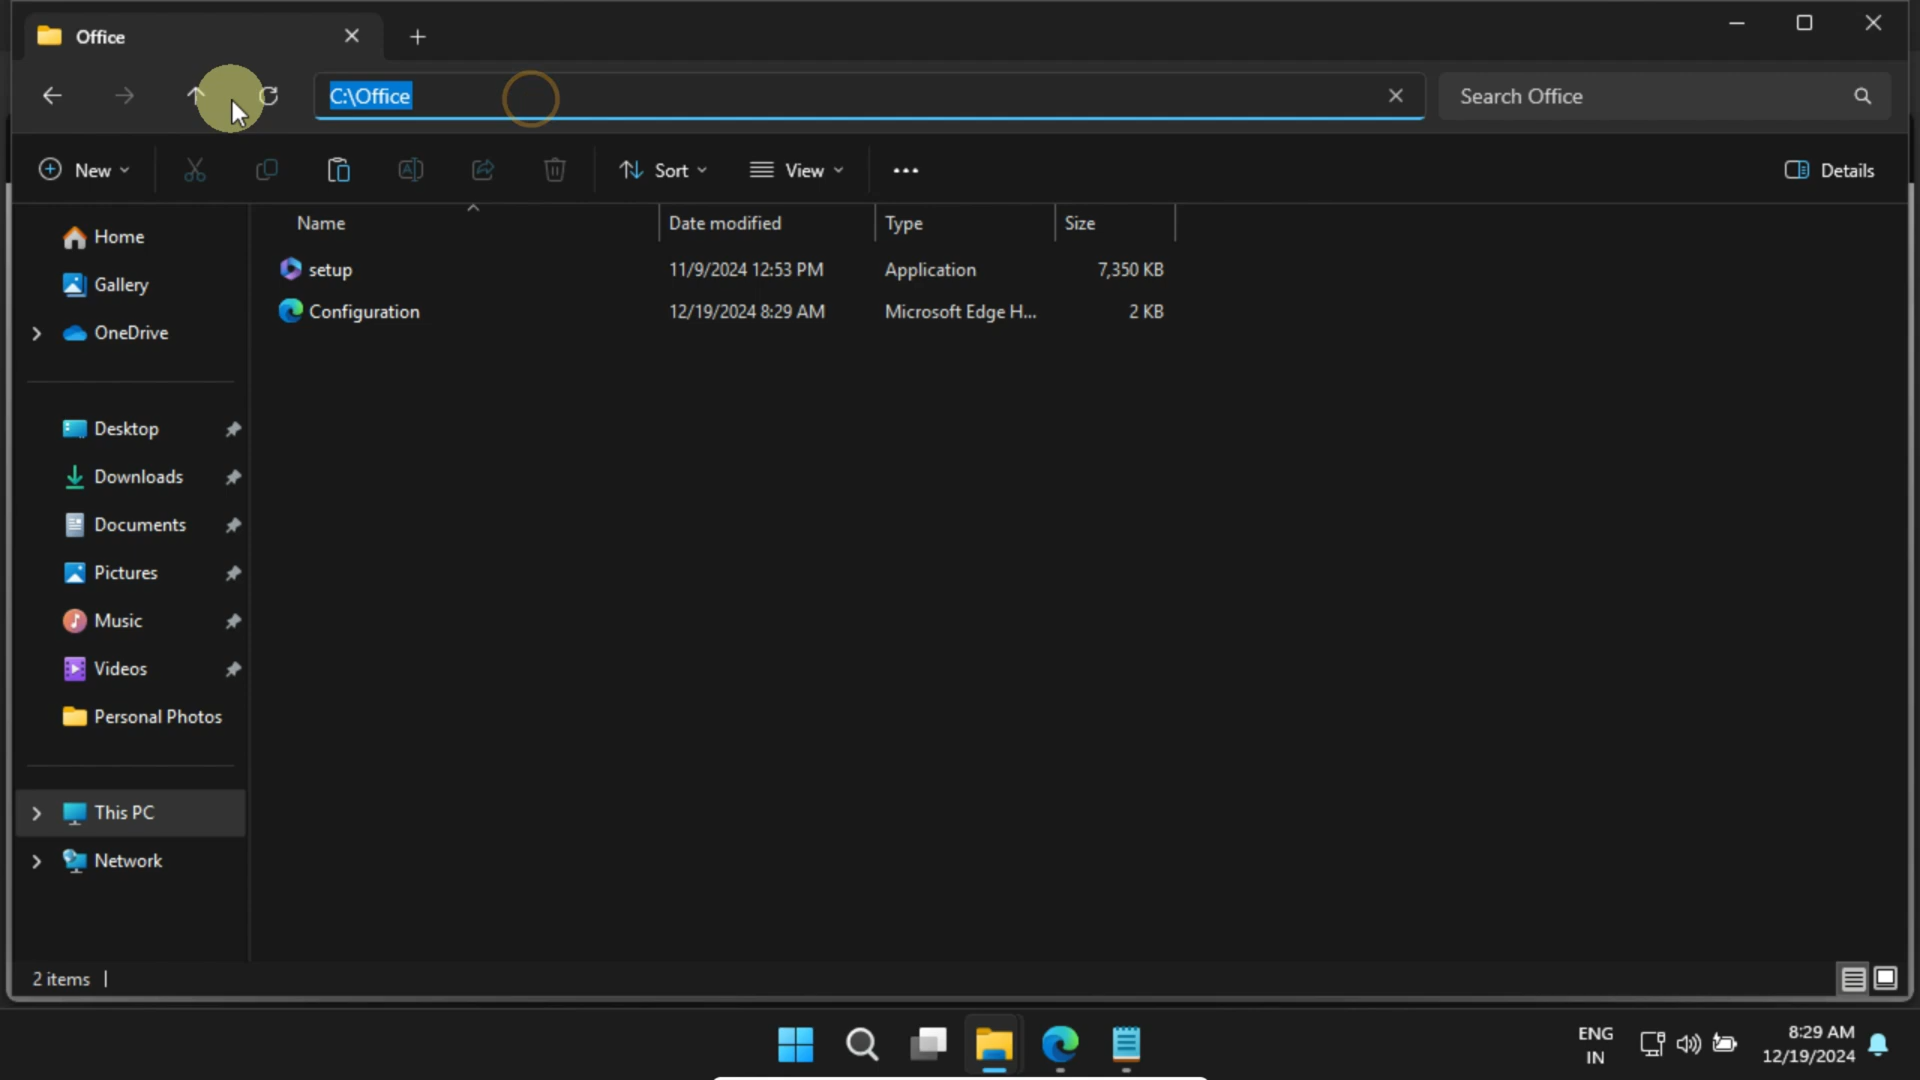 Office
C:\Office
Search Office
New
Sort
View
Details
Name
Date modified
Type
Size
Home
Gallery
OneDrive
Desktop
Downloads
Documents
Pictures
Music
Videos
Personal Photos
This PC
Network
setup
11/9/2024 12:53 PM
Application
7,350 KB
Configuration
12/19/2024 8:29 AM
Microsoft Edge H...
2 KB
2 items
ENG
IN
8:29 AM
12/19/2024